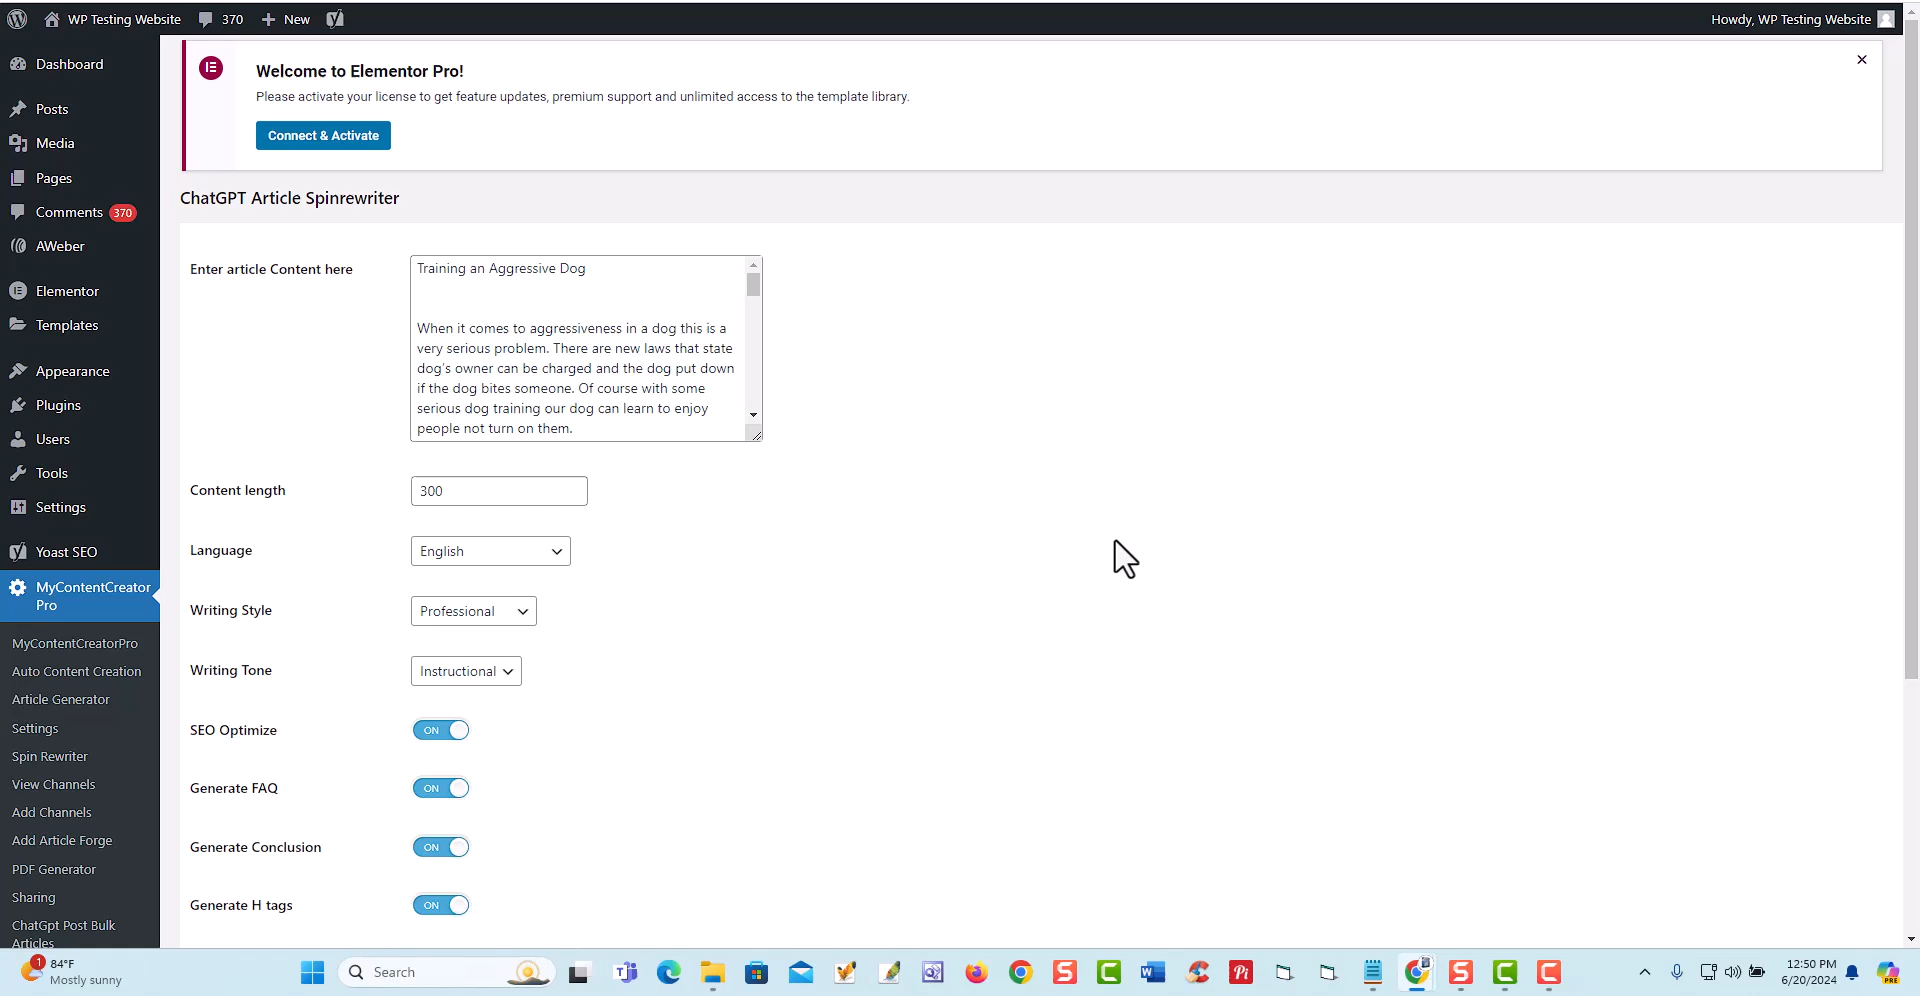 WP Testing Website
370
New
Howdy, WP Testing Website
Dashboard
Posts
Media
Pages
Comments 370
AWeber
Elementor
Templates
Appearance
Plugins
Users
Tools
Settings
Yoast SEO
MyContentCreator
Pro
MyContentCreatorPro
Auto Content Creation
Article Generator
Settings
Spin Rewriter
View Channels
Add Channels
Add Article Forge
PDF Generator
Sharing
ChatGpt Post Bulk
Articles
Welcome to Elementor Pro!
Please activate your license to get feature updates, premium support and unlimited access to the template library.
Connect & Activate
ChatGPT Article Spinrewriter
Enter article Content here
Training an Aggressive Dog
When it comes to aggressiveness in a dog this is a
very serious problem. There are new laws that state
dog's owner can be charged and the dog put down
if the dog bites someone. Of course with some
serious dog training our dog can learn to enjoy
people not turn on them.
Content length
300
Language
English
Writing Style
Professional
Writing Tone
Instructional
SEO Optimize
ON
Generate FAQ
ON
Generate Conclusion
ON
Generate H tags
ON
1
84°F
Mostly sunny
Search
12:50 PM
6/20/2024
PRE